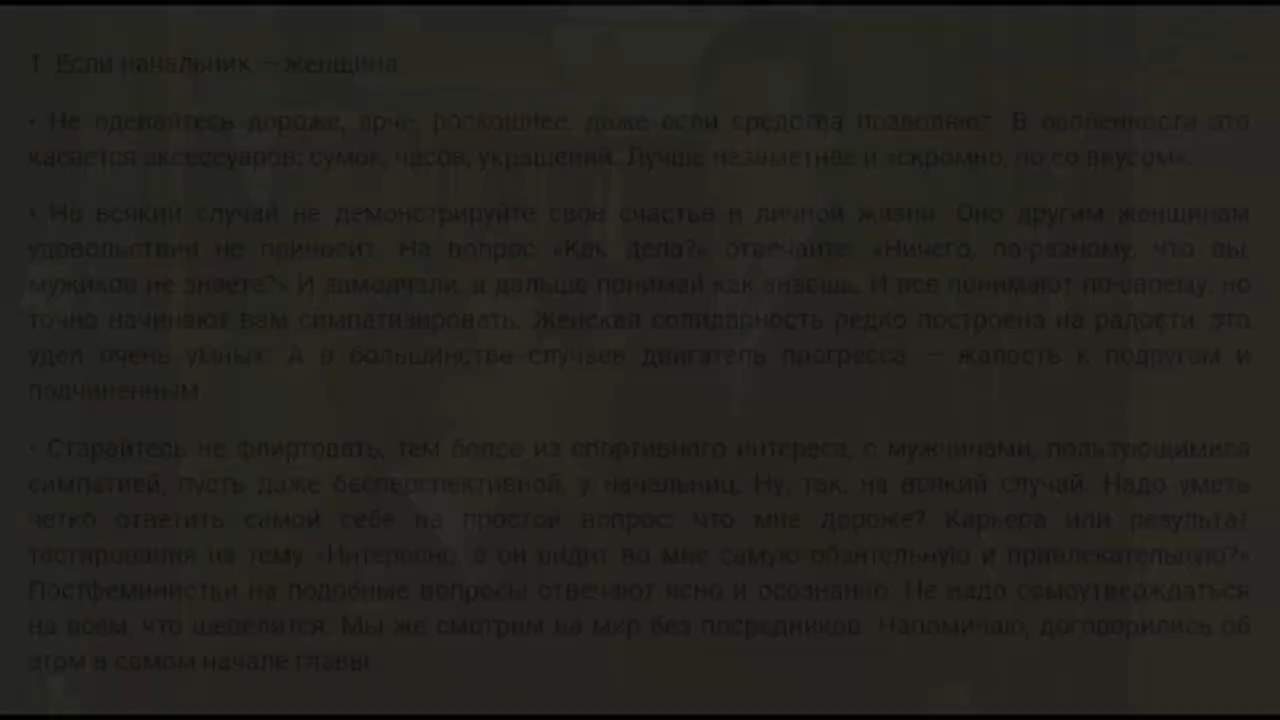 1. Если начальник — женщина.
• Не одевайтесь дороже, ярче, роскошнее, даже если средства позволяют. В особенности это
касается аксессуаров: сумок, часов, украшений. Лучше незаметнее и «скромно, но со вкусом».
• На всякий случай не демонстрируйте свое счастье в личной жизни. Оно другим женщинам
удовольствия не приносит. На вопрос «Как дела?» отвечайте: «Ничего, по-разному, что вы,
мужиков не знаете?» И замолчали, а дальше понимай как знаешь. И все понимают по-своему, но
точно начинают вам симпатизировать. Женская солидарность редко построена на радости, это
удел очень умных. А в большинстве случаев двигатель прогресса — жалость к подругам и
подчиненным.
• Старайтесь не флиртовать, тем более из спортивного интереса, с мужчинами, пользующимися
симпатией, пусть даже бесперспективной, у начальниц. Ну, так, на всякий случай. Надо уметь
четко ответить самой себе на простой вопрос: что мне дороже? Карьера или результат
тестирования на тему «Интересно, а он видит во мне самую обаятельную и привлекательную?»
Постфеминистки на подобные вопросы отвечают ясно и осознанно. Не надо самоутверждаться
на всем, что шевелится. Мы же смотрим на мир без посредников. Напоминаю, договорились об
этом в самом начале главы.